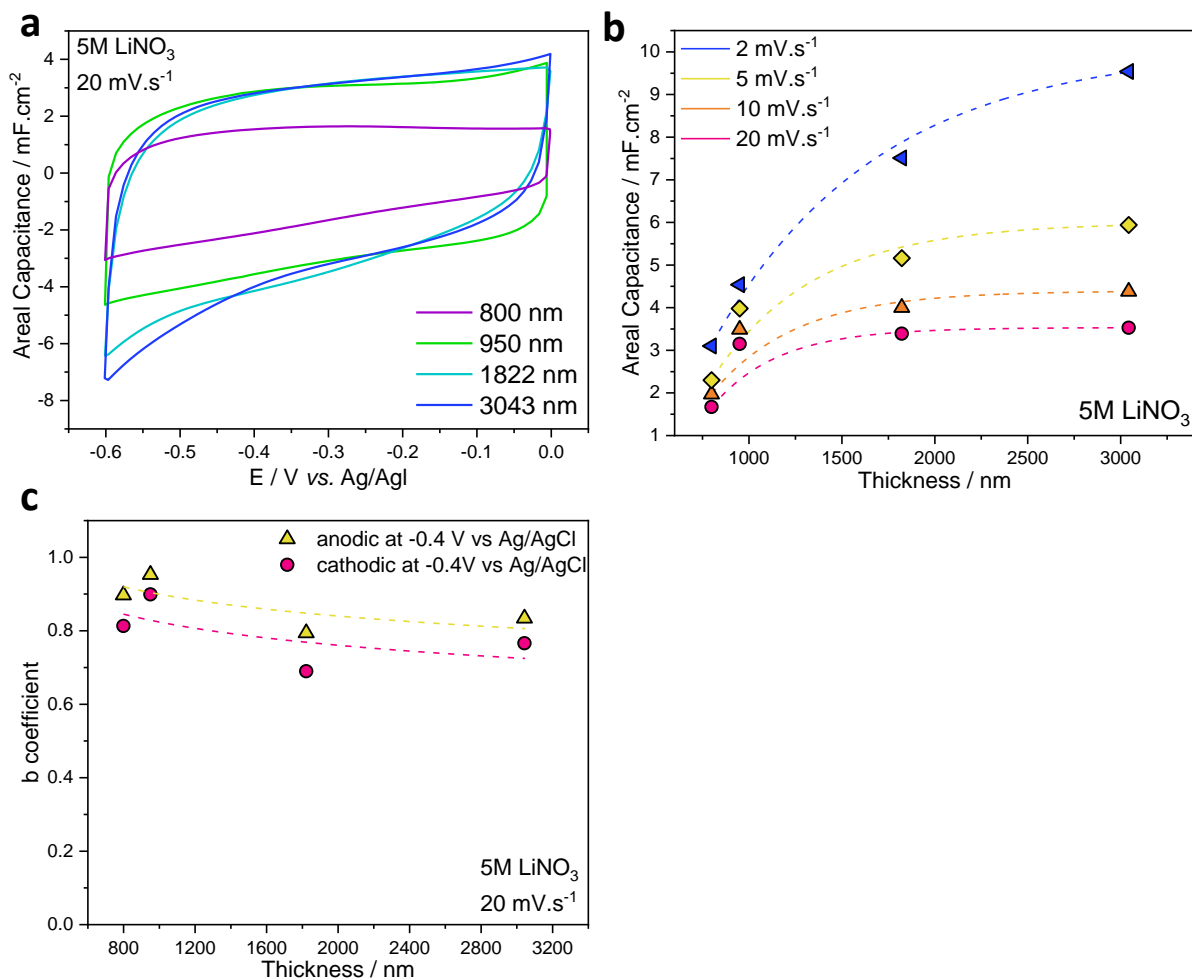 a
5M LiNO₃
20 mV.s⁻¹
4
2
0
-2
-4
-6
-8
Areal Capacitance / mF.cm⁻²
800 nm
950 nm
1822 nm
3043 nm
-0.6 -0.5 -0.4 -0.3 -0.2 -0.1 0.0
E / V vs. Ag/AgI
b
2 mV.s⁻¹
5 mV.s⁻¹
10 mV.s⁻¹
20 mV.s⁻¹
10
9
8
7
6
5
4
3
2
1
Areal Capacitance / mF.cm⁻²
5M LiNO₃
1000 1500 2000 2500 3000
Thickness / nm
c
anodic at -0.4 V vs Ag/AgCl
cathodic at -0.4V vs Ag/AgCl
1.0
0.8
0.6
0.4
0.2
0.0
b coefficient
5M LiNO₃
20 mV.s⁻¹
800 1200 1600 2000 2400 2800 3200
Thickness / nm